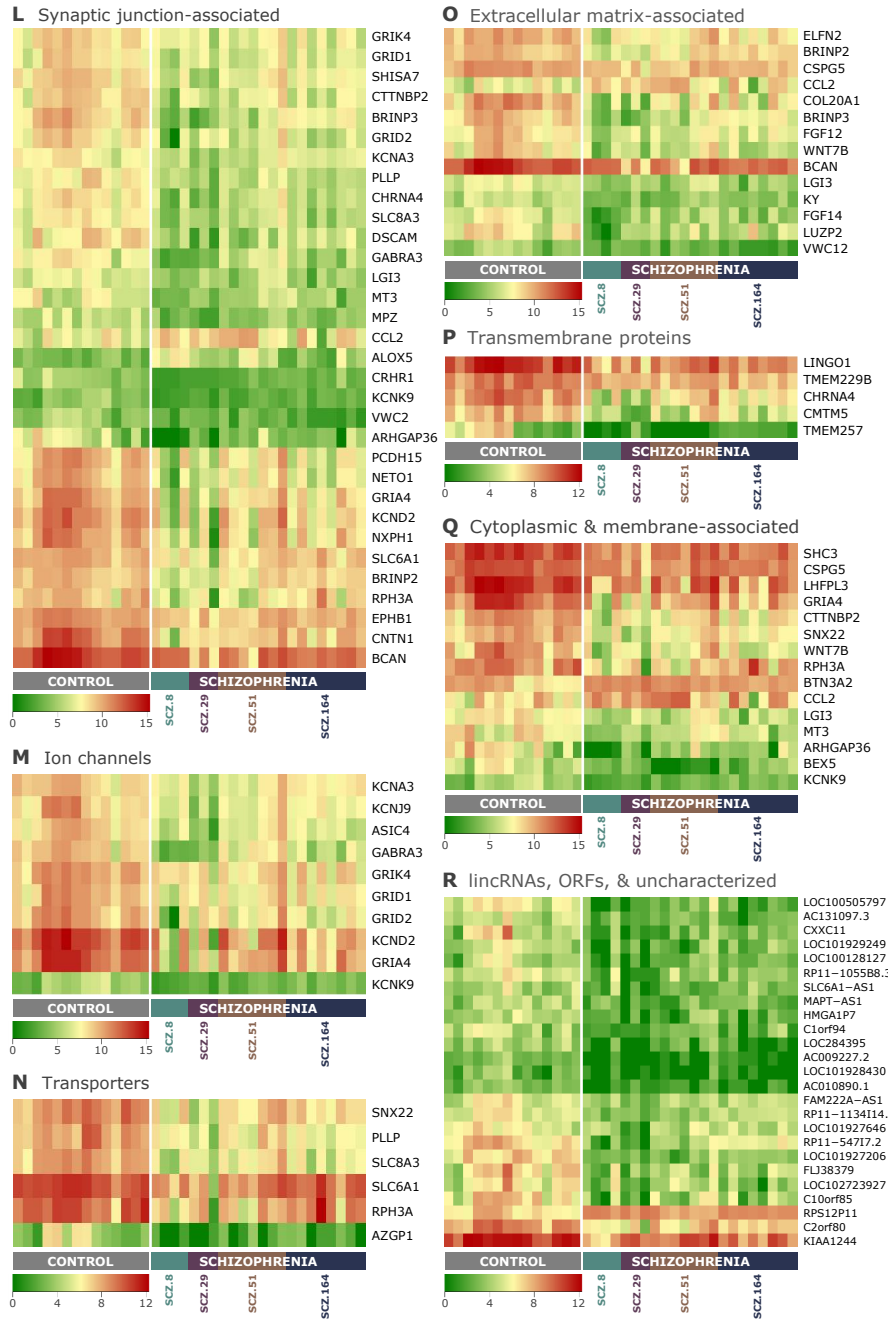 L Synaptic junction-associated
GRIK4
GRID1
SHISA7
CTTNBP2
BRINP3
GRID2
KCNA3
PLLP
CHRNA4
SLC8A3
DSCAM
GABRA3
LGI3
MT3
MPZ
CCL2
ALOX5
CRHR1
KCNK9
VWC2
ARHGAP36
PCDH15
NETO1
GRIA4
KCND2
NXPH1
SLC6A1
BRINP2
RPH3A
EPHB1
CNTN1
BCAN
CONTROL SCHIZOPHRENIA
0 5 10 15
SCZ.8
SCZ.29
SCZ.51
SCZ.164
M Ion channels
KCNA3
KCNJ9
ASIC4
GABRA3
GRIK4
GRID1
GRID2
KCND2
GRIA4
KCNK9
CONTROL SCHIZOPHRENIA
0 5 10 15
SCZ.8
SCZ.29
SCZ.51
SCZ.164
N Transporters
SNX22
PLLP
SLC8A3
SLC6A1
RPH3A
AZGP1
CONTROL SCHIZOPHRENIA
0 4 8 12
SCZ.8
SCZ.29
SCZ.51
SCZ.164
O Extracellular matrix-associated
ELFN2
BRINP2
CSPG5
CCL2
COL20A1
BRINP3
FGF12
WNT7B
BCAN
LGI3
KY
FGF14
LUZP2
VWC12
CONTROL SCHIZOPHRENIA
0 5 10 15
SCZ.8
SCZ.29
SCZ.51
SCZ.164
P Transmembrane proteins
LINGO1
TMEM229B
CHRNA4
CMTM5
TMEM257
CONTROL SCHIZOPHRENIA
0 4 8 12
SCZ.8
SCZ.29
SCZ.51
SCZ.164
Q Cytoplasmic & membrane-associated
SHC3
CSPG5
LHFPL3
GRIA4
CTTNBP2
SNX22
WNT7B
RPH3A
BTN3A2
CCL2
LGI3
MT3
ARHGAP36
BEX5
KCNK9
CONTROL SCHIZOPHRENIA
0 4 8 12
SCZ.8
SCZ.29
SCZ.51
SCZ.164
R lincRNAs, ORFs, & uncharacterized
LOC100505797
AC131097.3
CXXC11
LOC101929249
LOC100128127
RP11−1055B8.3
SLC6A1−AS1
MAPT−AS1
HMGA1P7
C1orf94
LOC284395
AC009227.2
LOC101928430
AC010890.1
FAM222A−AS1
RP11−1134I14.
LOC101927646
RP11−547I7.2
LOC101927206
FLJ38379
LOC102723927
C10orf85
RPS12P11
C2orf80
KIAA1244
CONTROL SCHIZOPHRENIA
0 4 8 12
SCZ.8
SCZ.29
SCZ.51
SCZ.164